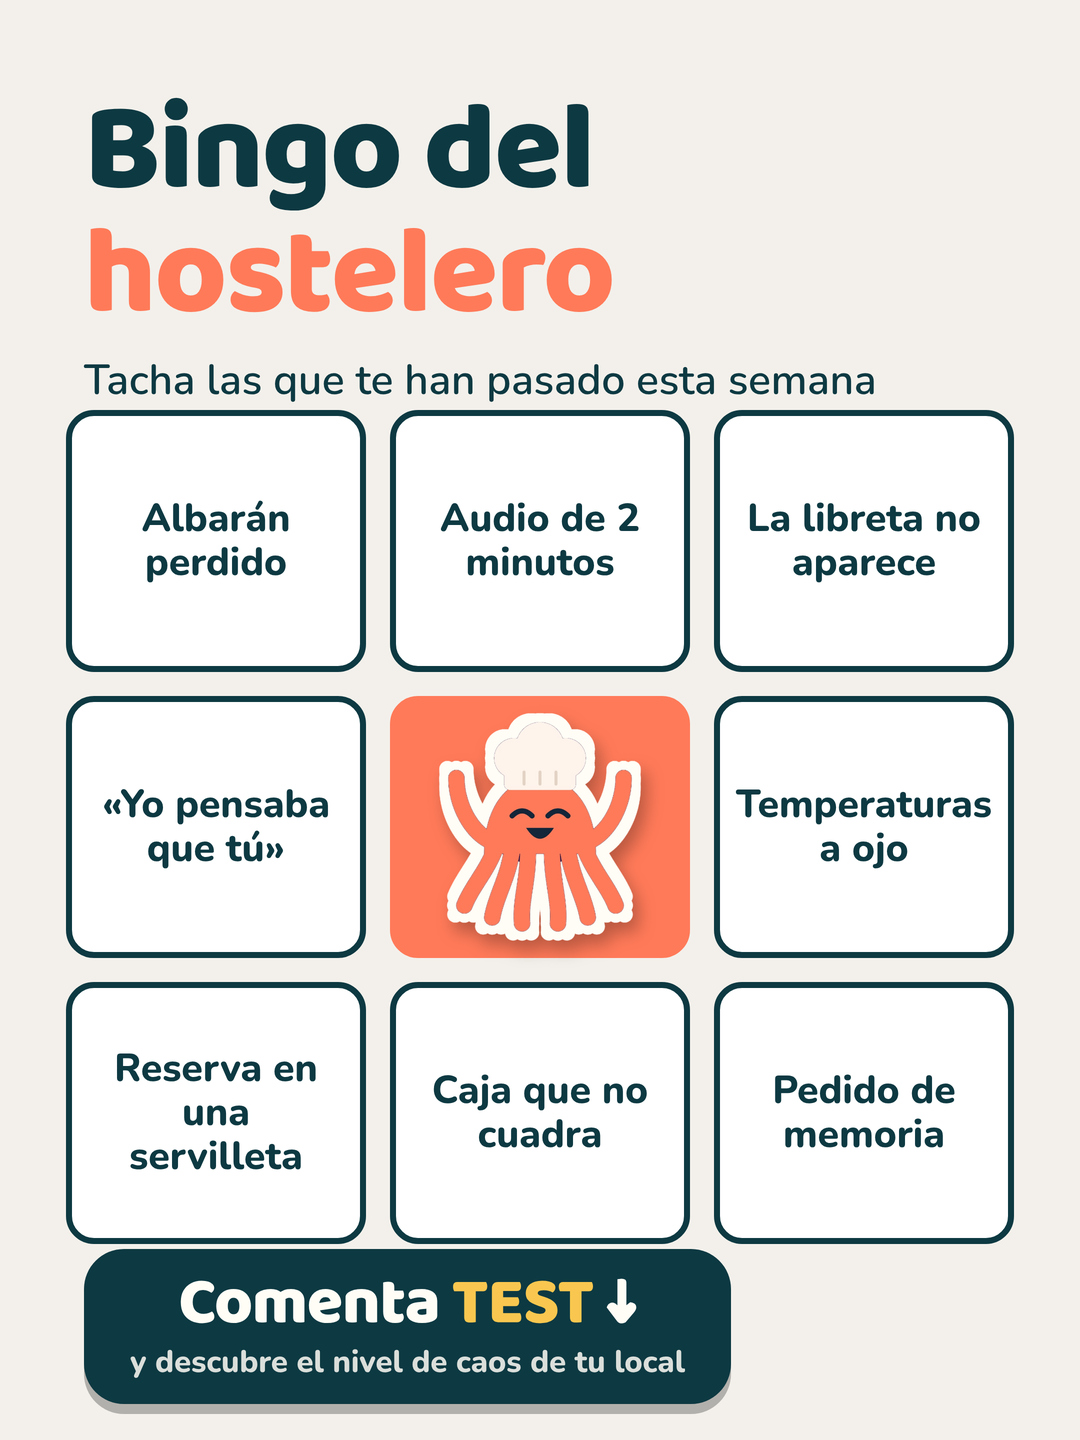 Bingo del
hostelero
Tacha las que te han pasado esta semana
Albarán
perdido
Audio de 2
minutos
La libreta no
aparece
«Yo pensaba
que tú»
Temperaturas
a ojo
Reserva en
una
servilleta
Caja que no
cuadra
Pedido de
memoria
Comenta TEST ↓
y descubre el nivel de caos de tu local